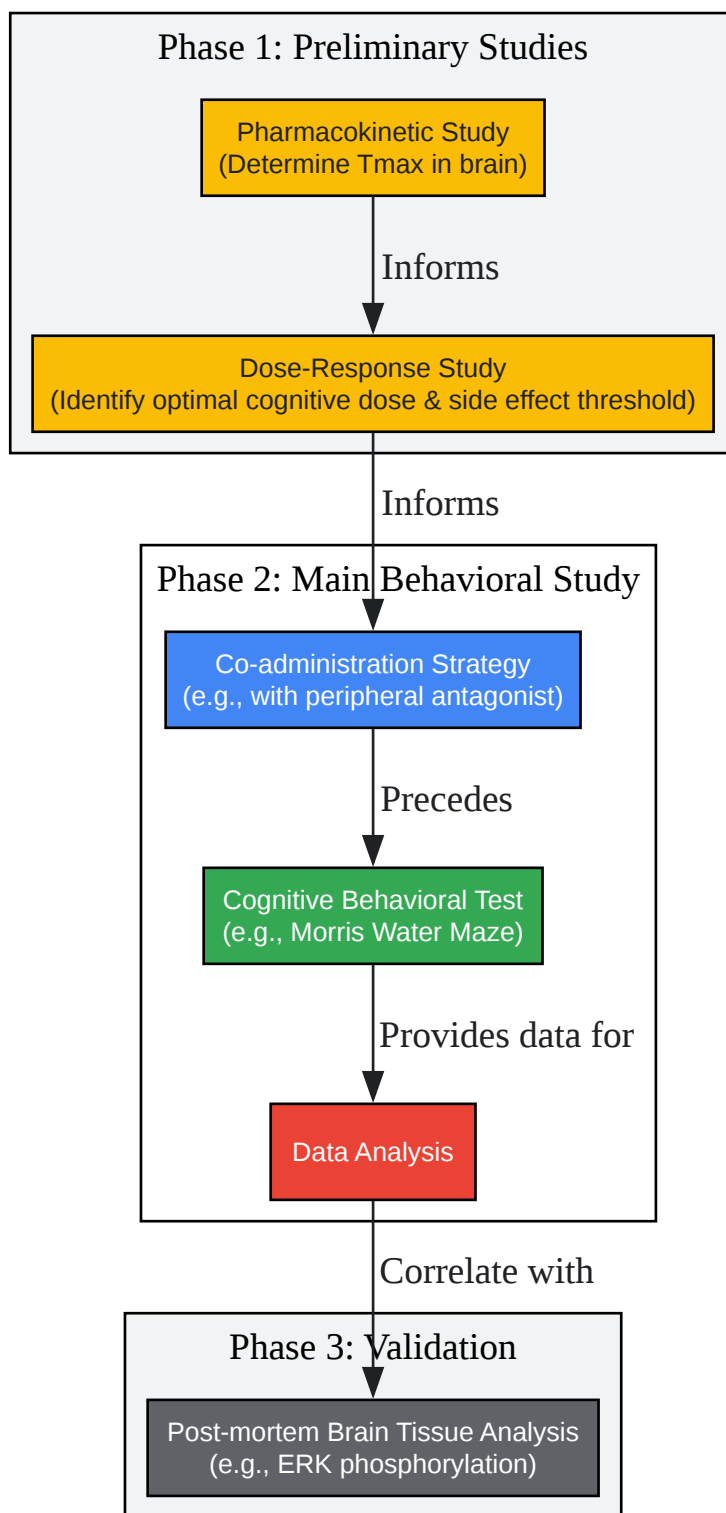 Phase 1: Preliminary Studies
Pharmacokinetic Study
(Determine Tmax in brain)
Informs
Dose-Response Study
(Identify optimal cognitive dose & side effect threshold)
Informs
Phase 2: Main Behavioral Study
Co-administration Strategy
(e.g., with peripheral antagonist)
Precedes
Cognitive Behavioral Test
(e.g., Morris Water Maze)
Provides data for
Data Analysis
Correlate with
Phase 3: Validation
Post-mortem Brain Tissue Analysis
(e.g., ERK phosphorylation)